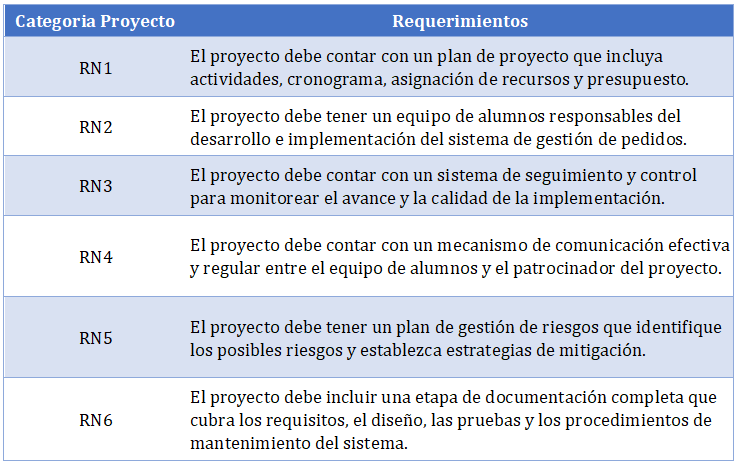 Categoria Proyecto Requerimientos
RN1 El proyecto debe contar con un plan de proyecto que incluya
actividades, cronograma, asignación de recursos y presupuesto.
RN2 El proyecto debe tener un equipo de alumnos responsables del
desarrollo e implementación del sistema de gestión de pedidos.
RN3 El proyecto debe contar con un sistema de seguimiento y control
para monitorear el avance y la calidad de la implementación.
RN4 El proyecto debe contar con un mecanismo de comunicación efectiva
y regular entre el equipo de alumnos y el patrocinador del proyecto.
RN5 El proyecto debe tener un plan de gestión de riesgos que identifique
los posibles riesgos y establezca estrategias de mitigación.
RN6 El proyecto debe incluir una etapa de documentación completa que
cubra los requisitos, el diseño, las pruebas y los procedimientos de
mantenimiento del sistema.